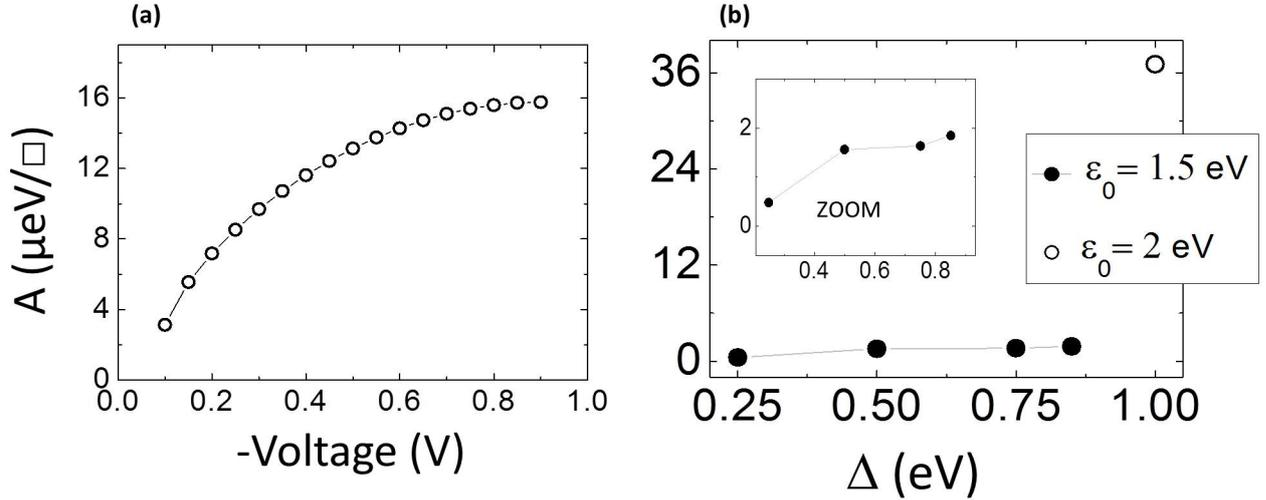 (a)
16
12
8
4
0
0.0 0.2 0.4 0.6 0.8 1.0
A (µeV/□)
-Voltage (V)
(b)
36
24
12
0
0.25 0.50 0.75 1.00
Δ (eV)
2
0
0.4 0.6 0.8
ZOOM
ε₀= 1.5 eV
ε₀= 2 eV